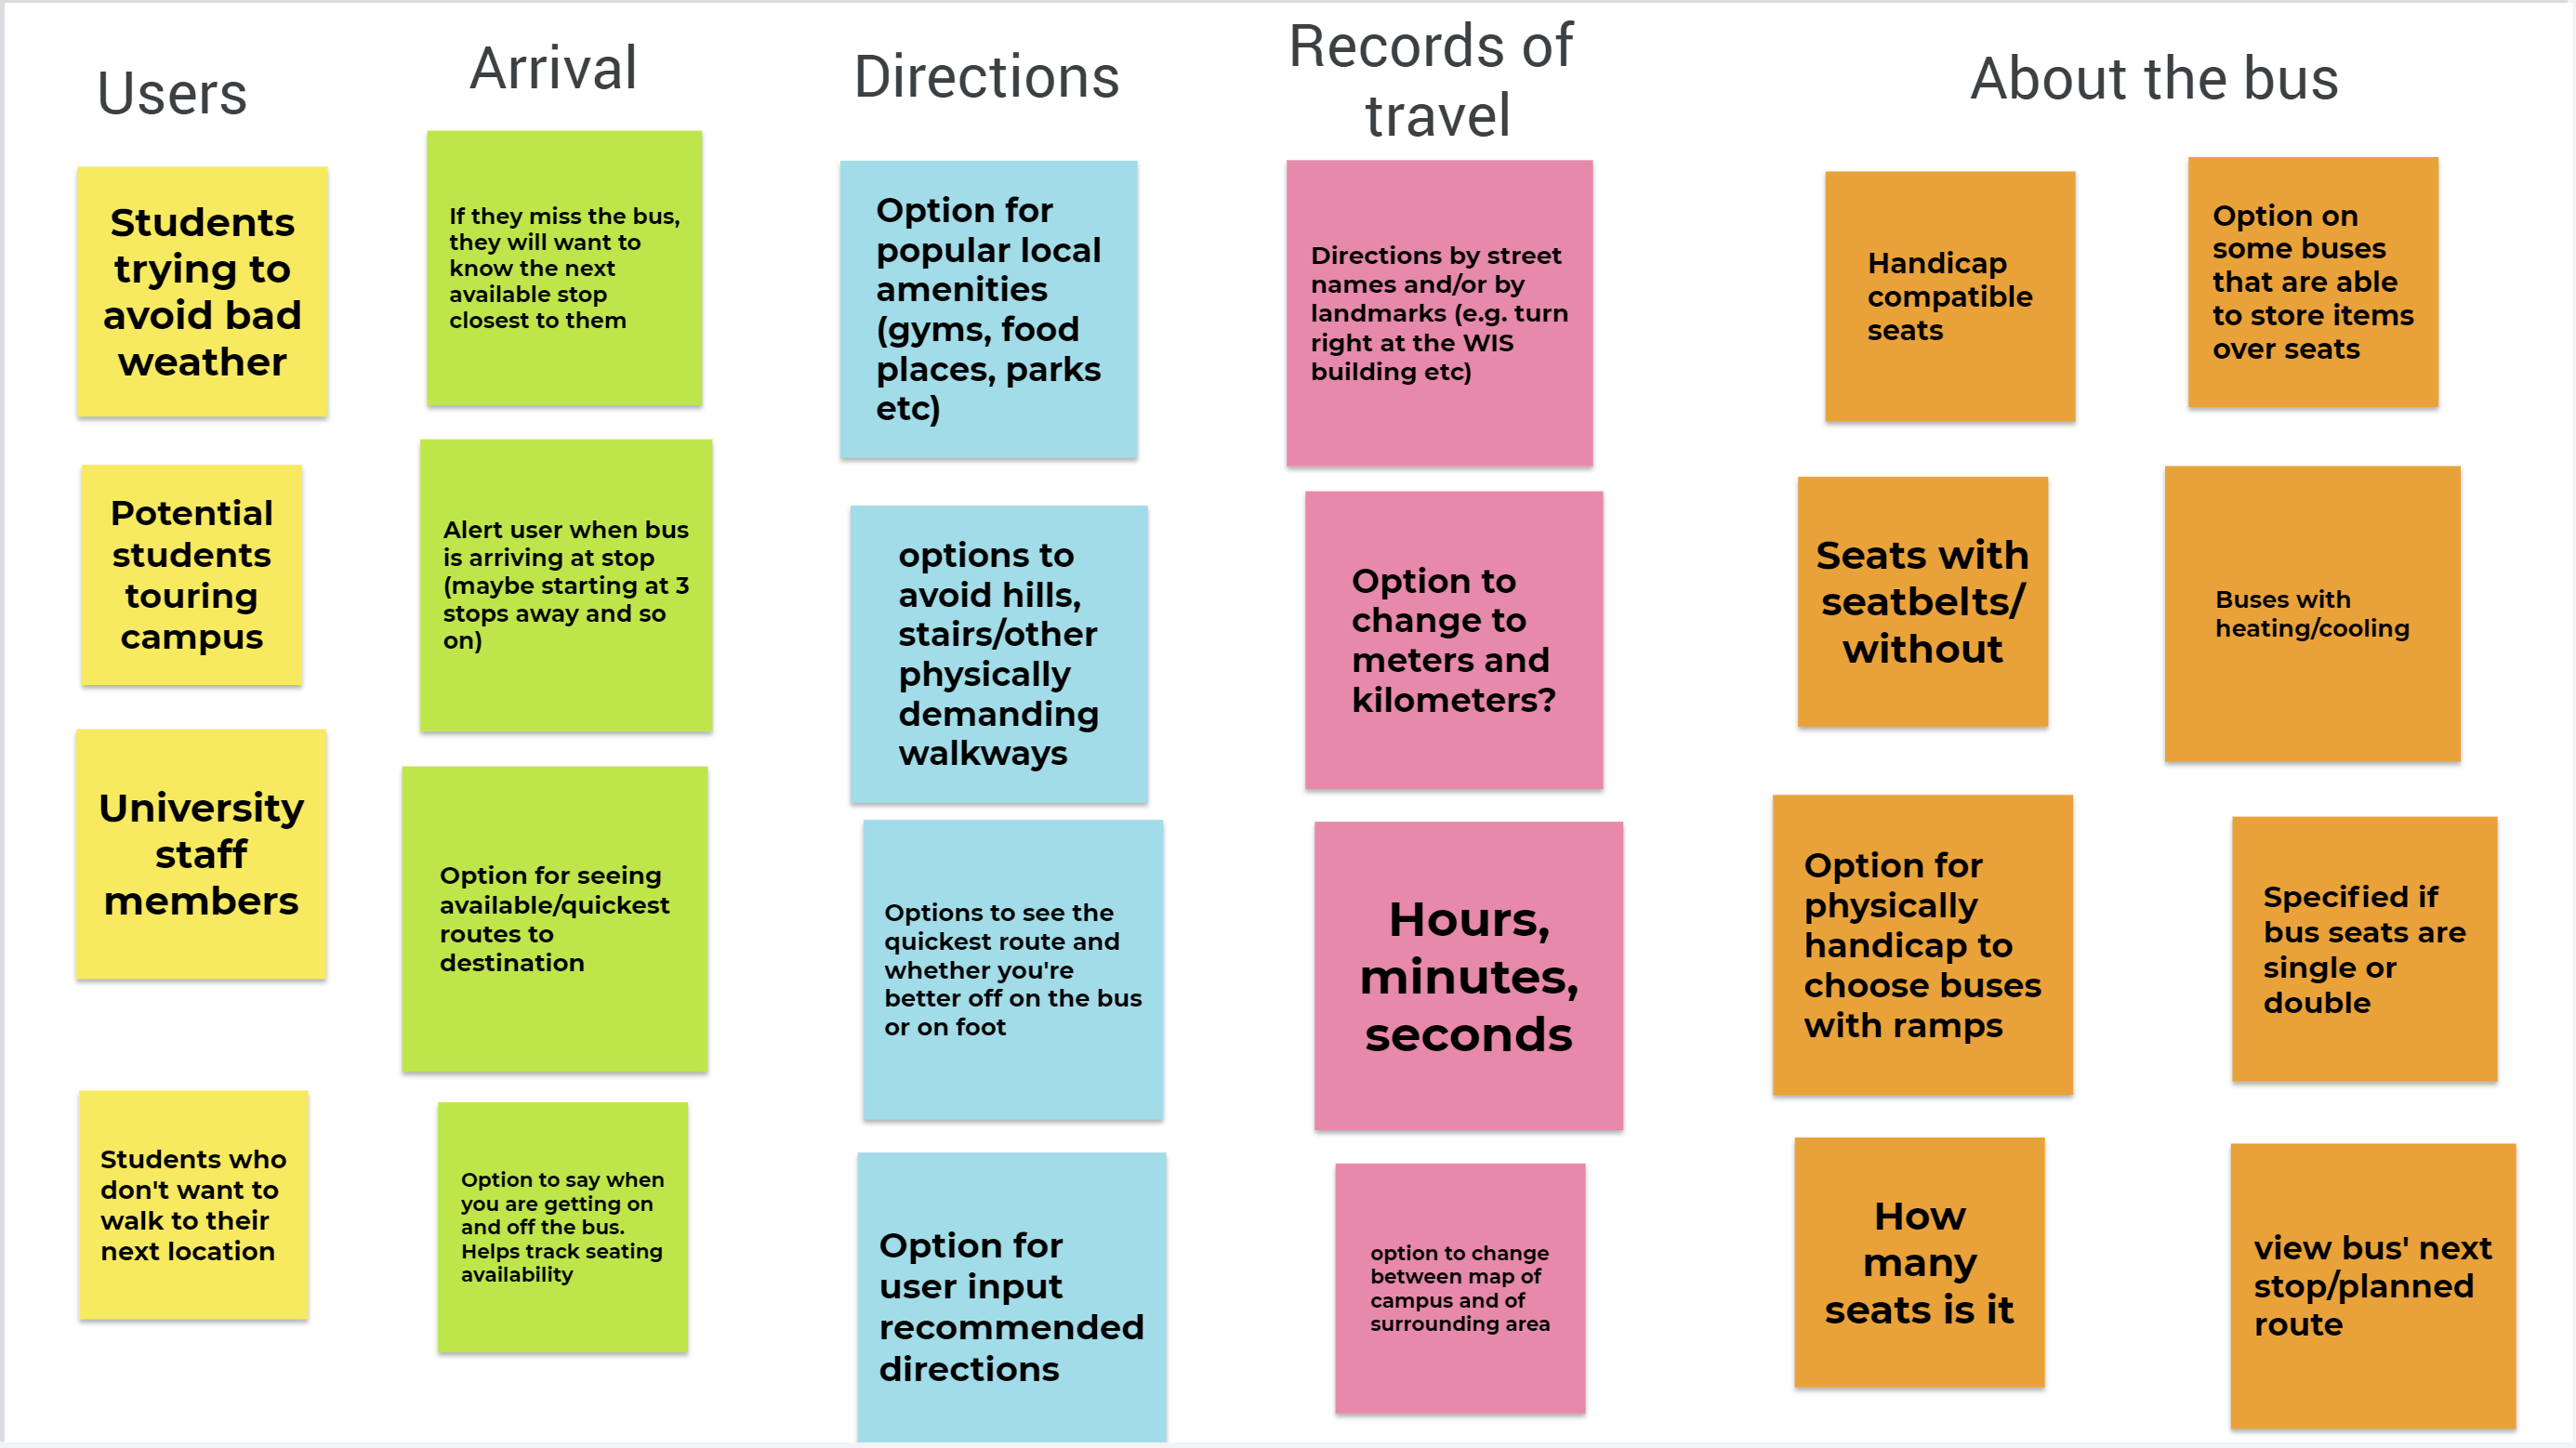 Users
Students
trying to
avoid bad
weather
Potential
students
touring
campus
University
staff
members
Students who
don't want to
walk to their
next location
Arrival
If they miss the bus,
they will want to
know the next
available stop
closest to them
Alert user when bus
is arriving at stop
(maybe starting at 3
stops away and so
on)
Option for seeing
available/quickest
routes to
destination
Option to say when
you are getting on
and off the bus.
Helps track seating
availability
Directions
Option for
popular local
amenities
(gyms, food
places, parks
etc)
options to
avoid hills,
stairs/other
physically
demanding
walkways
Options to see the
quickest route and
whether you're
better off on the bus
or on foot
Option for
user input
recommended
directions
Records of
travel
Directions by street
names and/or by
landmarks (e.g. turn
right at the WIS
building etc)
Option to
change to
meters and
kilometers?
Hours,
minutes,
seconds
option to change
between map of
campus and of
surrounding area
About the bus
Handicap
compatible
seats
Seats with
seatbelts/
without
Option for
physically
handicap to
choose buses
with ramps
How
many
seats is it
Option on
some buses
that are able
to store items
over seats
Buses with
heating/cooling
Specified if
bus seats are
single or
double
view bus' next
stop/planned
route